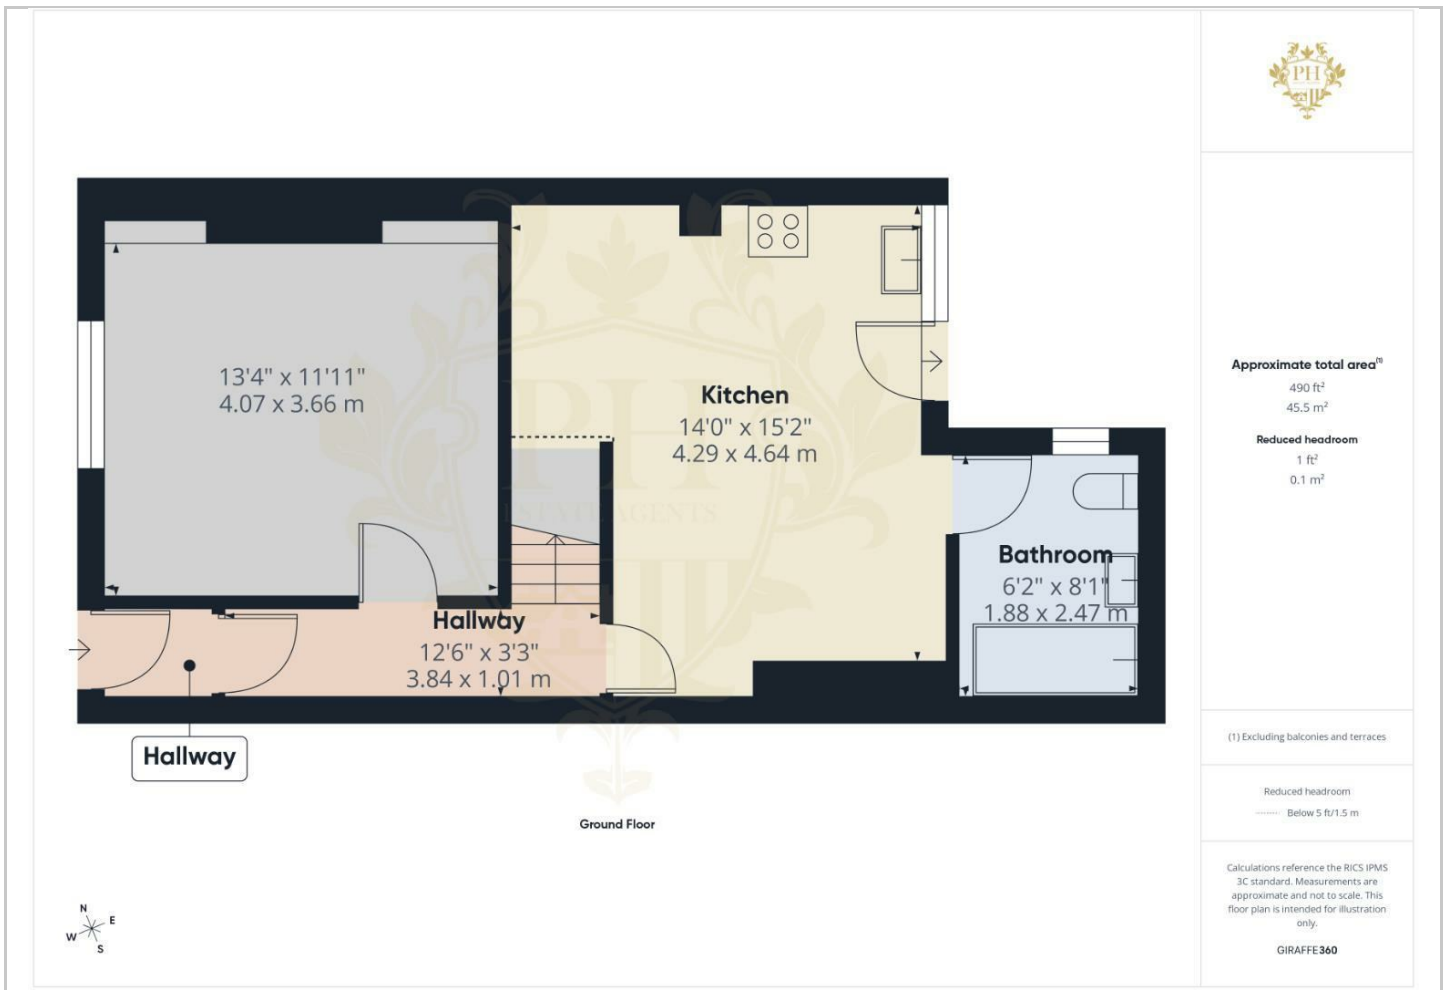 PH
Approximate total area(1)
490 ft²
45.5 m²
Reduced headroom
1 ft²
0.1 m²
13'4" x 11'11"
4.07 x 3.66 m
Kitchen
14'0" x 15'2"
4.29 x 4.64 m
PH
ESTATE AGENTS
Bathroom
6'2" x 8'1"
1.88 x 2.47 m
Hallway
12'6" x 3'3"
3.84 x 1.01 m
Hallway
Ground Floor
(1) Excluding balconies and terraces
Reduced headroom
Below 5 ft/1.5 m
Calculations reference the RICS IPMS
3C standard. Measurements are
approximate and not to scale. This
floor plan is intended for illustration
only.
GIRAFFE360
N
E
W
S